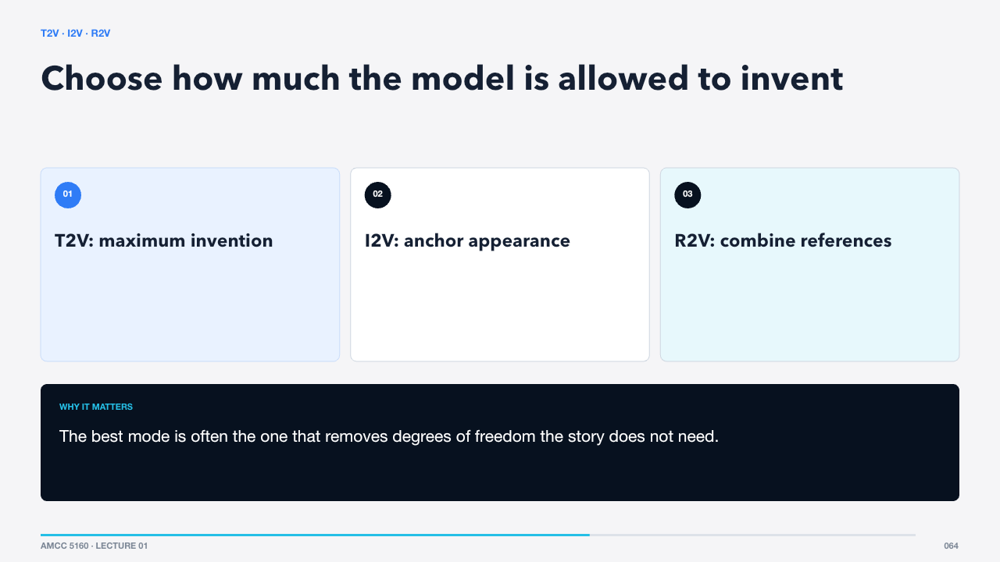 T2V · I2V · R2V
Choose how much the model is allowed to invent
01
T2V: maximum invention
02
I2V: anchor appearance
03
R2V: combine references
WHY IT MATTERS
The best mode is often the one that removes degrees of freedom the story does not need.
AMCC 5160 · LECTURE 01
064